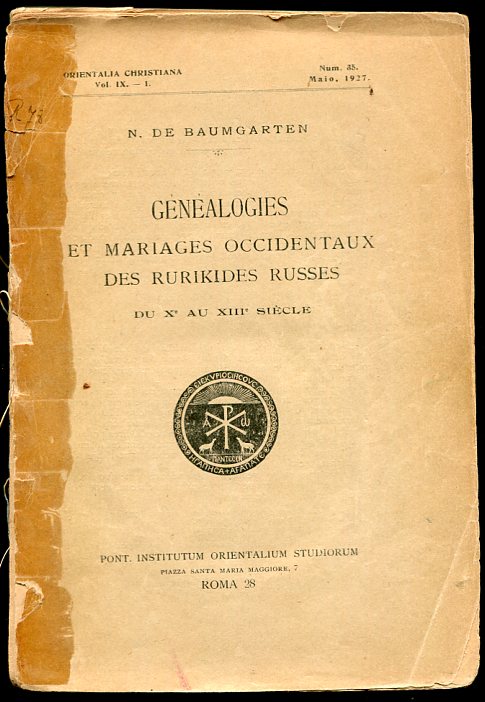 ORIENTALIA CHRISTIANA
Vol. IX. — 1.
Num. 35.
Maio, 1927.
N. DE BAUMGARTEN
GÉNÉALOGIES
ET MARIAGES OCCIDENTAUX
DES RURIKIDES RUSSES
DU Xe AU XIIIe SIÈCLE
PONT. INSTITUTUM ORIENTALIUM STUDIORUM
PIAZZA SANTA MARIA MAGGIORE, 7
ROMA 28